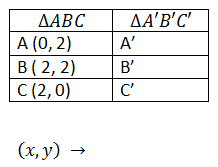 ΔABC ΔA′B′C′
A (0, 2) A′
B ( 2, 2) B′
C (2, 0) C′
(x, y) →